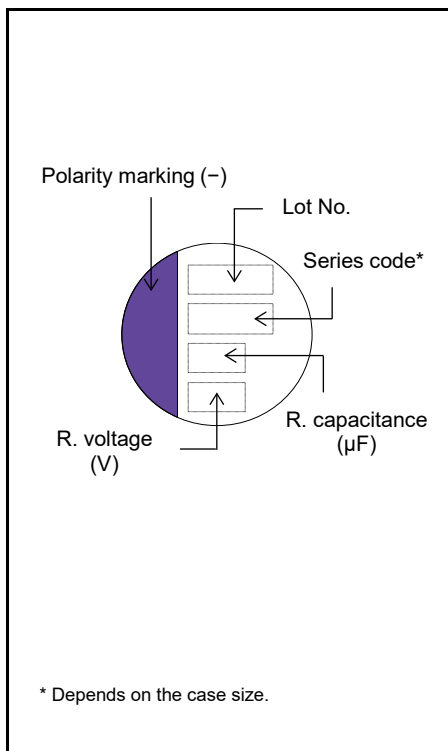 Polarity marking (−)
Lot No.
Series code*
R. capacitance
(µF)
R. voltage
(V)
* Depends on the case size.